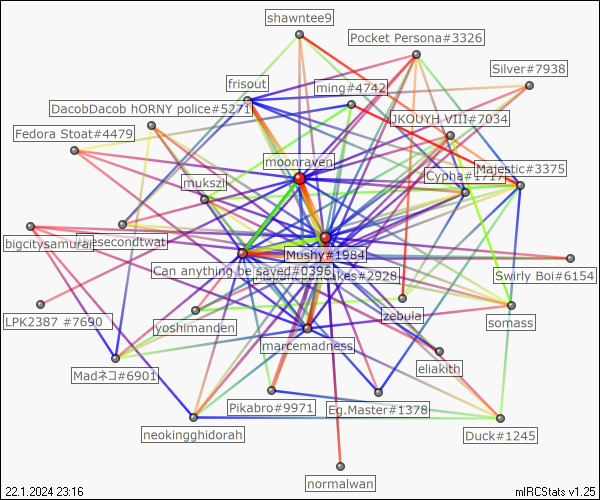 shawntee9
Pocket Persona#3326
Silver#7938
frisout
ming#4742
DacobDacob hORNY police#5271
JKOUYH VIII#7034
Fedora Stoat#4479
moonraven
Majestic#3375
Cypha#1717
mukszi
bigcitysamurai
thesecondtwat
Mushy#1984
Can anything be saved#0396
cakes#2928
Swirly Boi#6154
LPK2387 #7690
yoshimanden
zebula
somass
marcemadness
eliakith
Madネコ#6901
Pikabro#9971
Eg.Master#1378
neokingghidorah
Duck#1245
normalwan
22.1.2024 23:16
mIRCStats v1.25